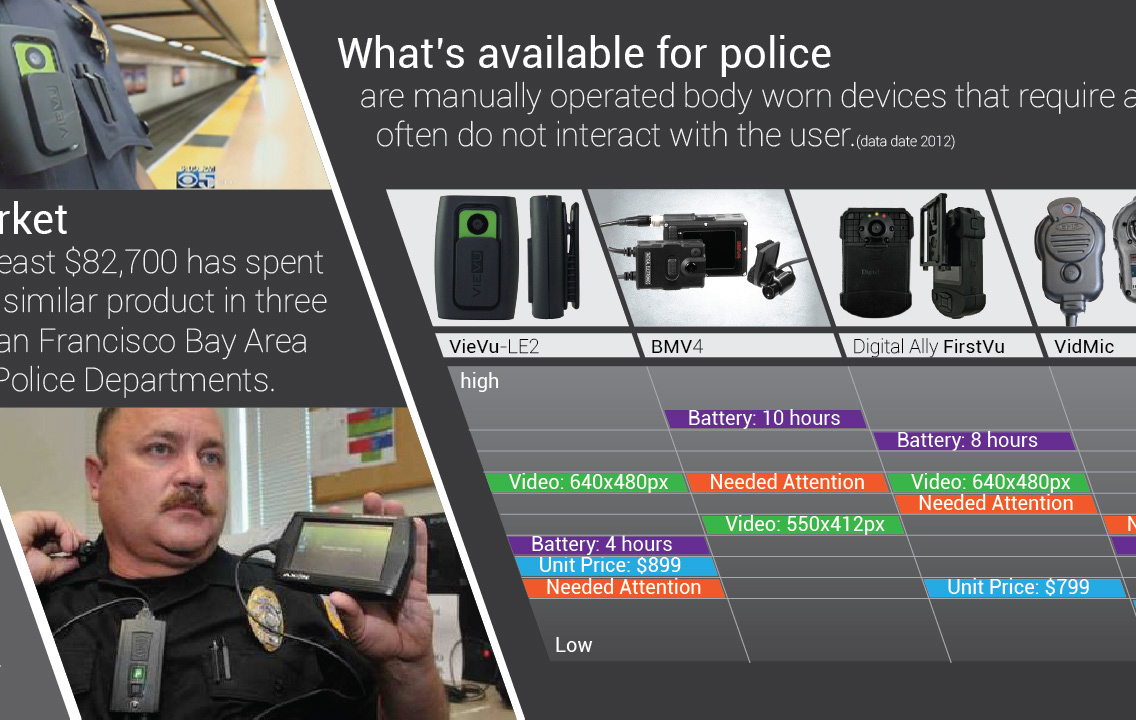 What's available for police
are manually operated body worn devices that require a
often do not interact with the user.(data date 2012)
rket
east $82,700 has spent
similar product in three
an Francisco Bay Area
Police Departments.
VieVu-LE2
BMV4
Digital Ally FirstVu
VidMic
high
Battery: 10 hours
Battery: 8 hours
Video: 640x480px
Needed Attention
Video: 640x480px
Needed Attention
Video: 550x412px
N
Battery: 4 hours
Unit Price: $899
Needed Attention
Unit Price: $799
Low
VIEVU
5